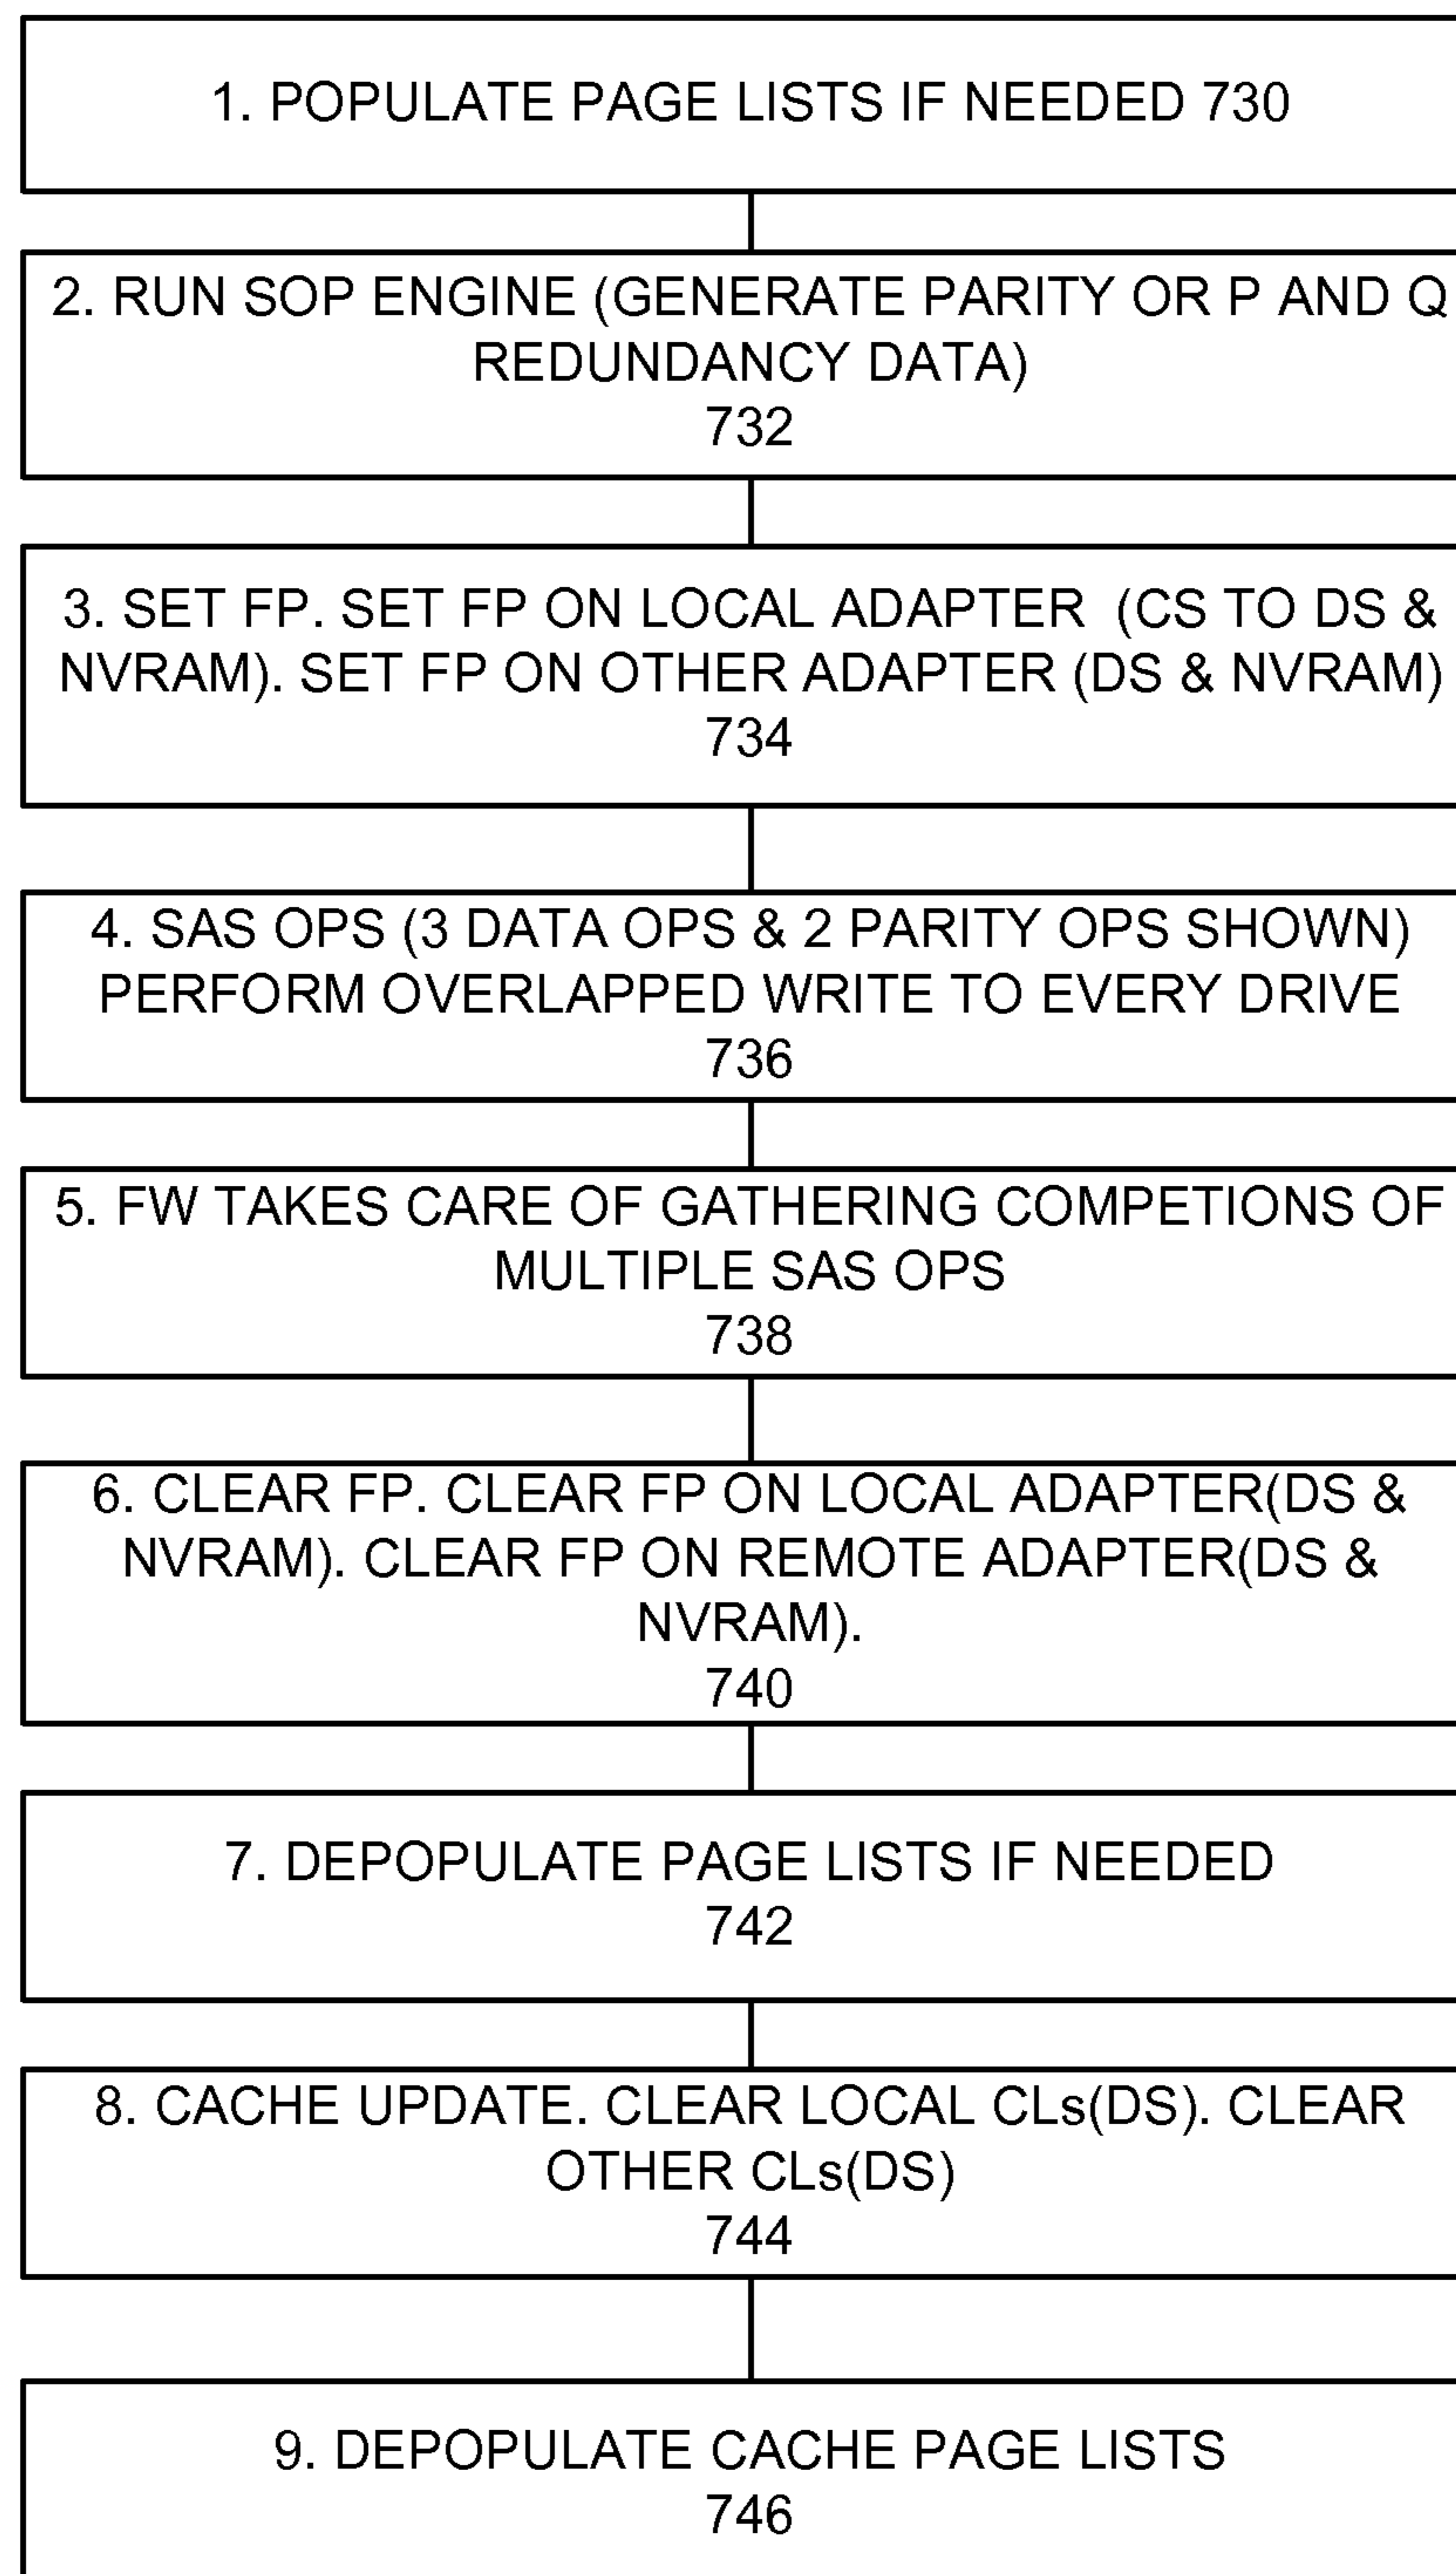 1. POPULATE PAGE LISTS IF NEEDED 730
2. RUN SOP ENGINE (GENERATE PARITY OR P AND Q
REDUNDANCY DATA)
732
3. SET FP. SET FP ON LOCAL ADAPTER (CS TO DS &
NVRAM). SET FP ON OTHER ADAPTER (DS & NVRAM)
734
4. SAS OPS (3 DATA OPS & 2 PARITY OPS SHOWN)
PERFORM OVERLAPPED WRITE TO EVERY DRIVE
736
5. FW TAKES CARE OF GATHERING COMPETIONS OF
MULTIPLE SAS OPS
738
6. CLEAR FP. CLEAR FP ON LOCAL ADAPTER(DS &
NVRAM). CLEAR FP ON REMOTE ADAPTER(DS &
NVRAM).
740
7. DEPOPULATE PAGE LISTS IF NEEDED
742
8. CACHE UPDATE. CLEAR LOCAL CLs(DS). CLEAR
OTHER CLs(DS)
744
9. DEPOPULATE CACHE PAGE LISTS
746